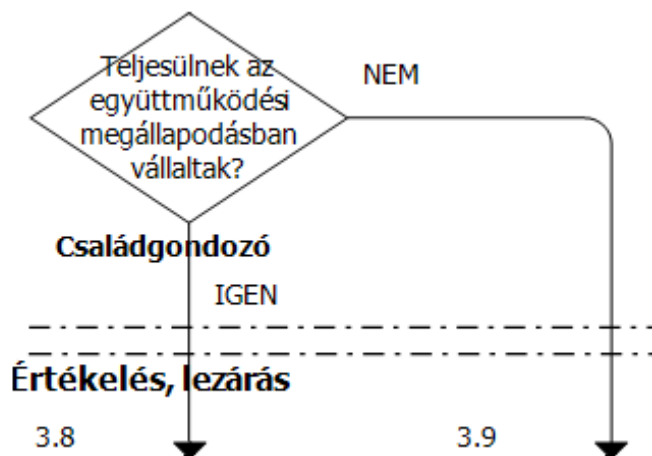 Teljesülnek az
együttműködési
megállapodásban
vállaltak?
NEM
Családgondozó
IGEN
Értékelés, lezárás
3.8
3.9